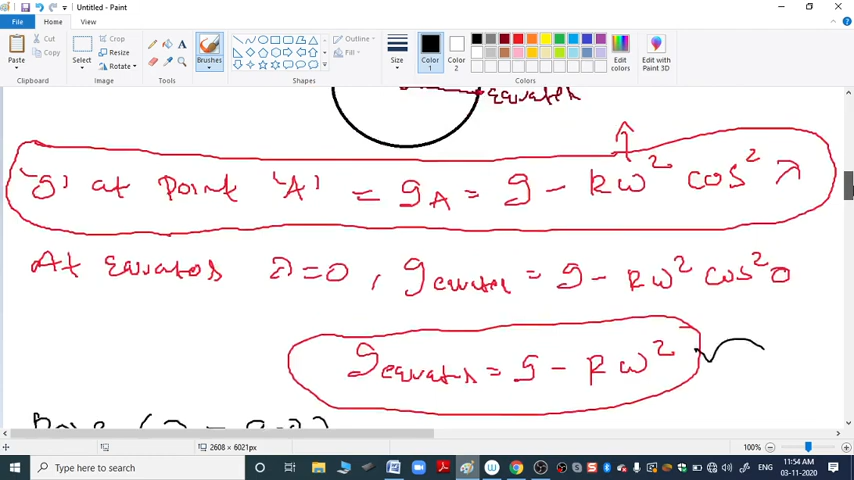 Untitled - Paint
File Home View
Paste Cut Copy Select Crop Resize Rotate Brushes Outline Fill Size Color 1 Color 2 Edit colors Edit with Paint 3D
Clipboard Image Tools Shapes Colors
Equator
'g' at Point 'A' = gA = g - Rω² cos² λ
At Equator λ=0, gequator = g - Rω² cos²0
gequator = g - Rω²
2608 × 6021px 100%
Type here to search ENG 11:54 AM
03-11-2020